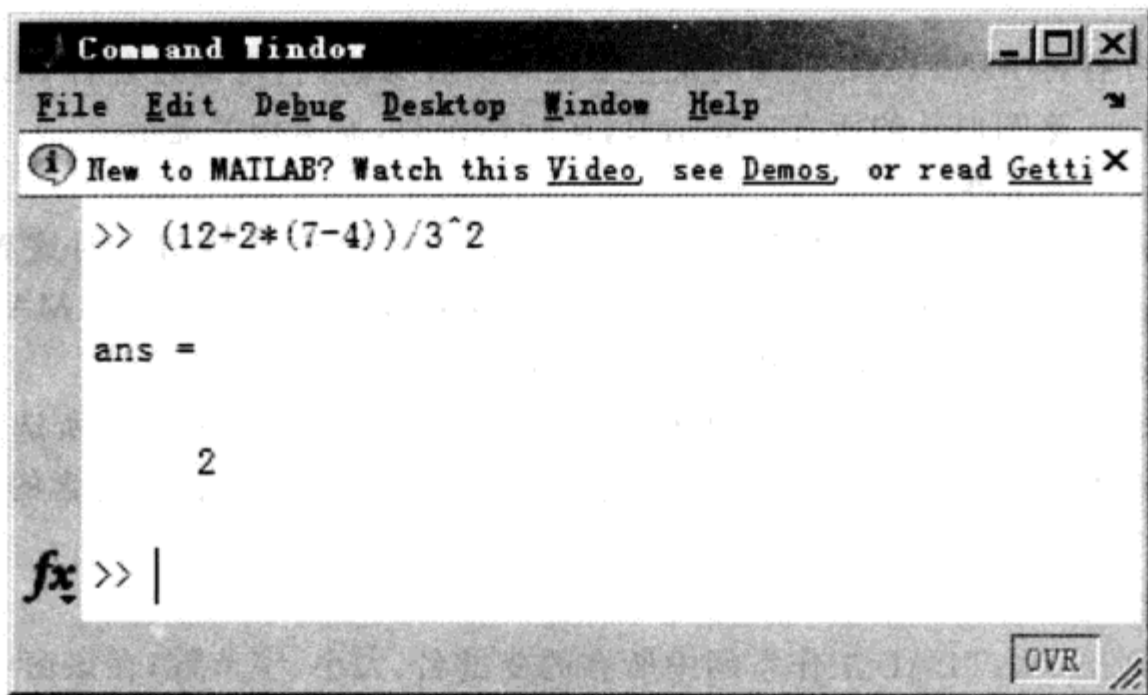 Command Window
File Edit Debug Desktop Window Help
New to MATLAB? Watch this Video, see Demos, or read Getti
>> (12+2*(7-4))/3^2
ans =
2
fx >>
OVR